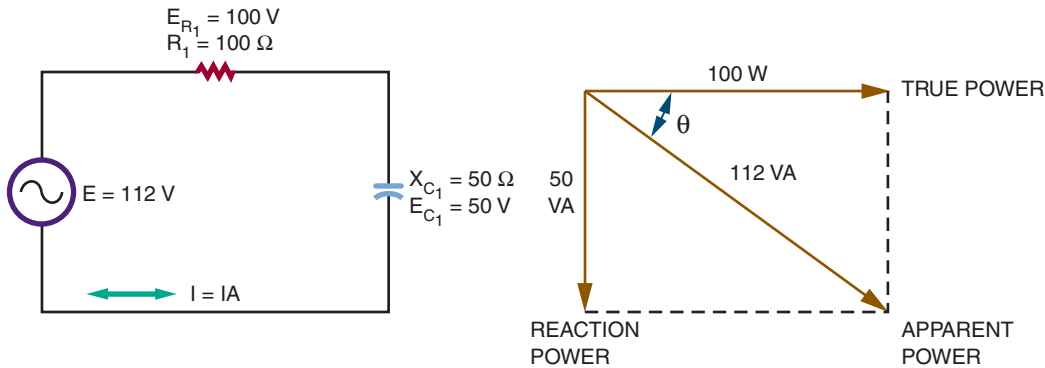 E_R₁ = 100 V
R₁ = 100 Ω
E = 112 V
X_C₁ = 50 Ω
E_C₁ = 50 V
I = IA
100 W
TRUE POWER
θ
50
VA
112 VA
REACTION
POWER
APPARENT
POWER